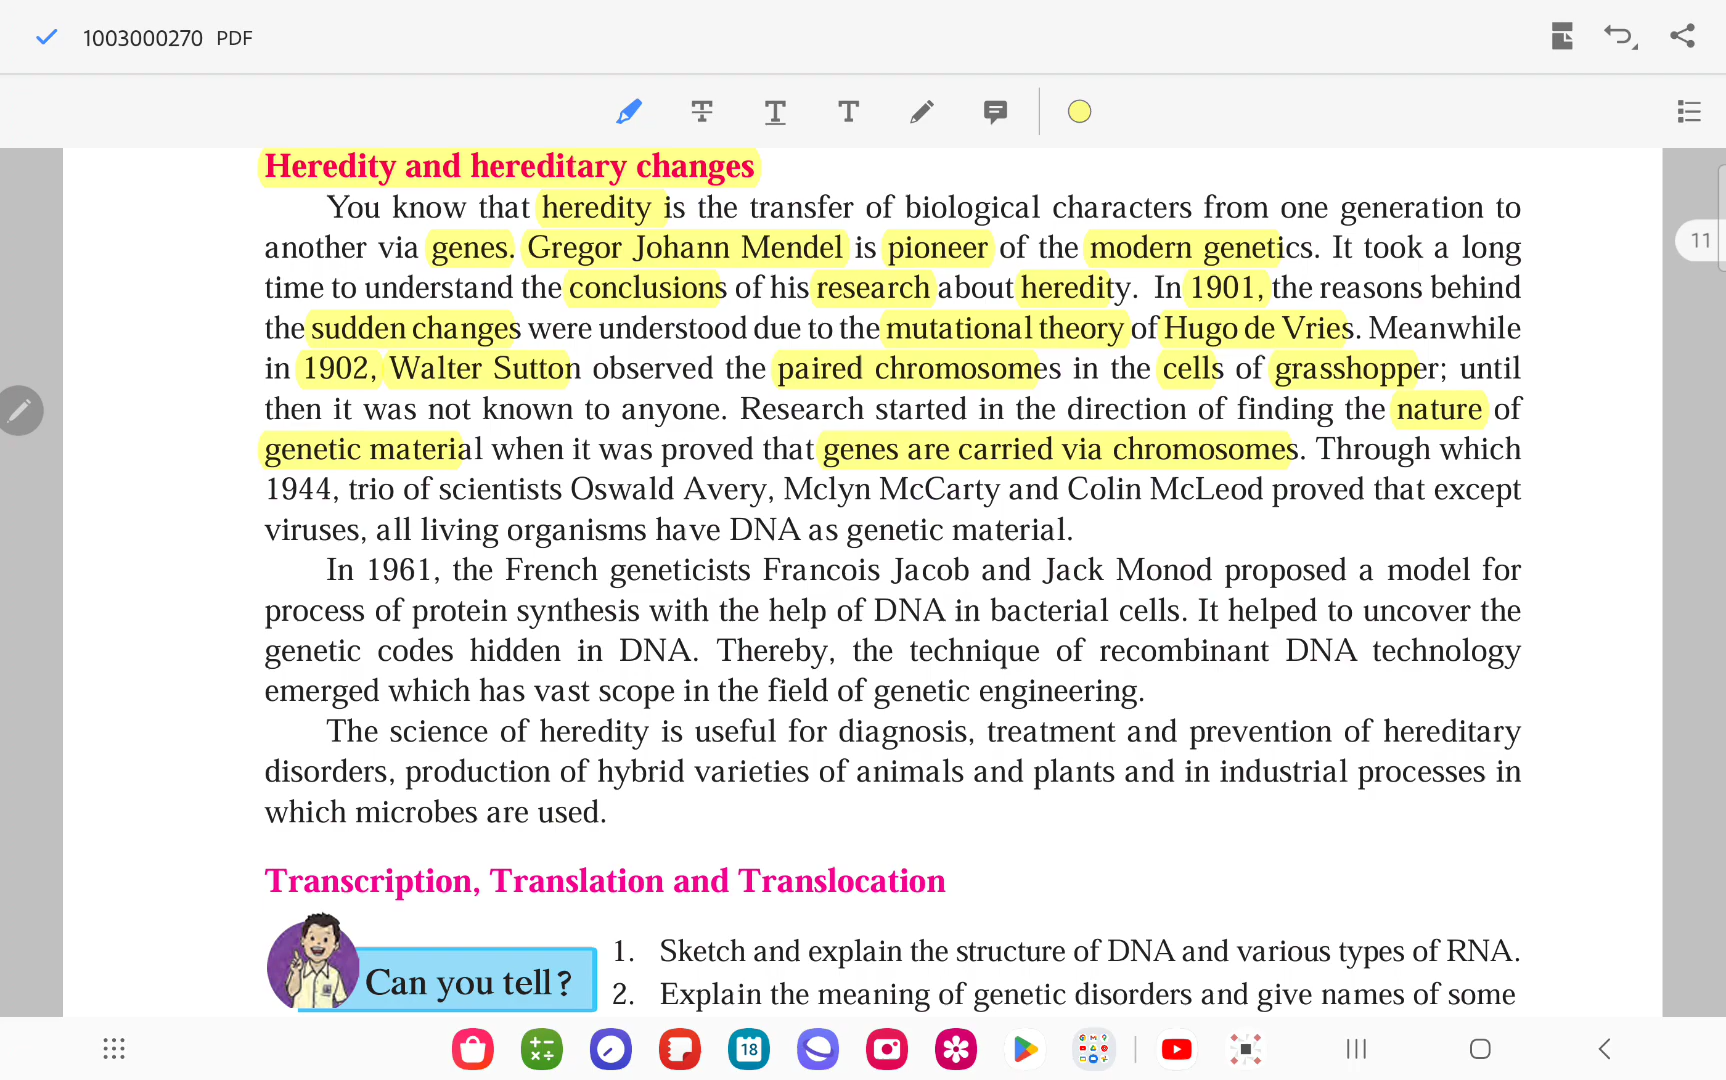 1003000270 PDF
Heredity and hereditary changes
11
You know that heredity is the transfer of biological characters from one generation to
another via genes. Gregor Johann Mendel is pioneer of the modern genetics. It took a long
time to understand the conclusions of his research about heredity. In 1901, the reasons behind
the sudden changes were understood due to the mutational theory of Hugo de Vries. Meanwhile
in 1902, Walter Sutton observed the paired chromosomes in the cells of grasshopper; until
then it was not known to anyone. Research started in the direction of finding the nature of
genetic material when it was proved that genes are carried via chromosomes. Through which
1944, trio of scientists Oswald Avery, Mclyn McCarty and Colin McLeod proved that except
viruses, all living organisms have DNA as genetic material.
In 1961, the French geneticists Francois Jacob and Jack Monod proposed a model for
process of protein synthesis with the help of DNA in bacterial cells. It helped to uncover the
genetic codes hidden in DNA. Thereby, the technique of recombinant DNA technology
emerged which has vast scope in the field of genetic engineering.
The science of heredity is useful for diagnosis, treatment and prevention of hereditary
disorders, production of hybrid varieties of animals and plants and in industrial processes in
which microbes are used.
Transcription, Translation and Translocation
Can you tell?
1. Sketch and explain the structure of DNA and various types of RNA.
2. Explain the meaning of genetic disorders and give names of some
18